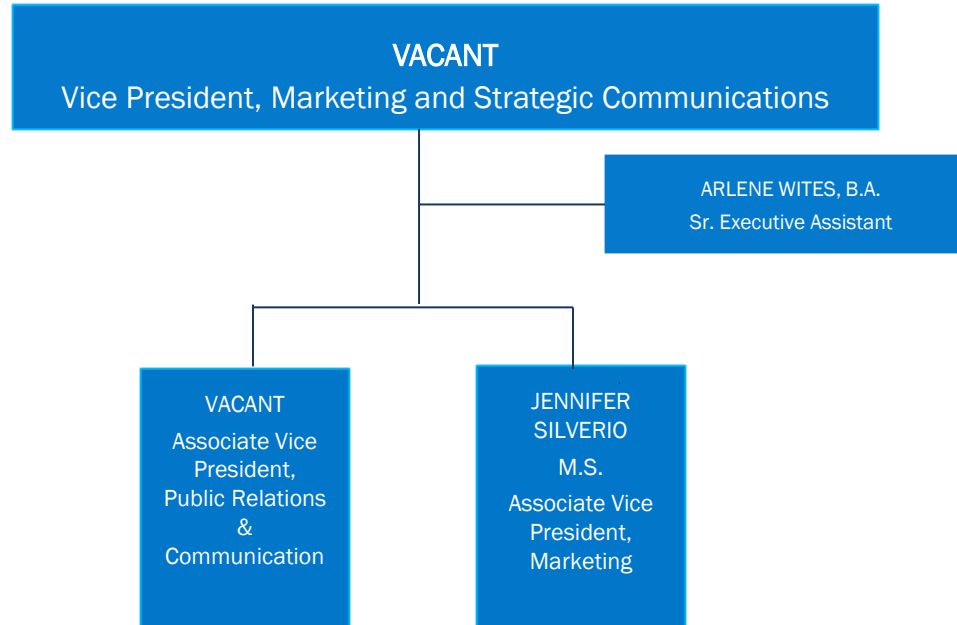 VACANT
Vice President, Marketing and Strategic Communications
ARLENE WITES, B.A.
Sr. Executive Assistant
VACANT
Associate Vice
President,
Public Relations
&
Communication
JENNIFER
SILVERIO
M.S.
Associate Vice
President,
Marketing